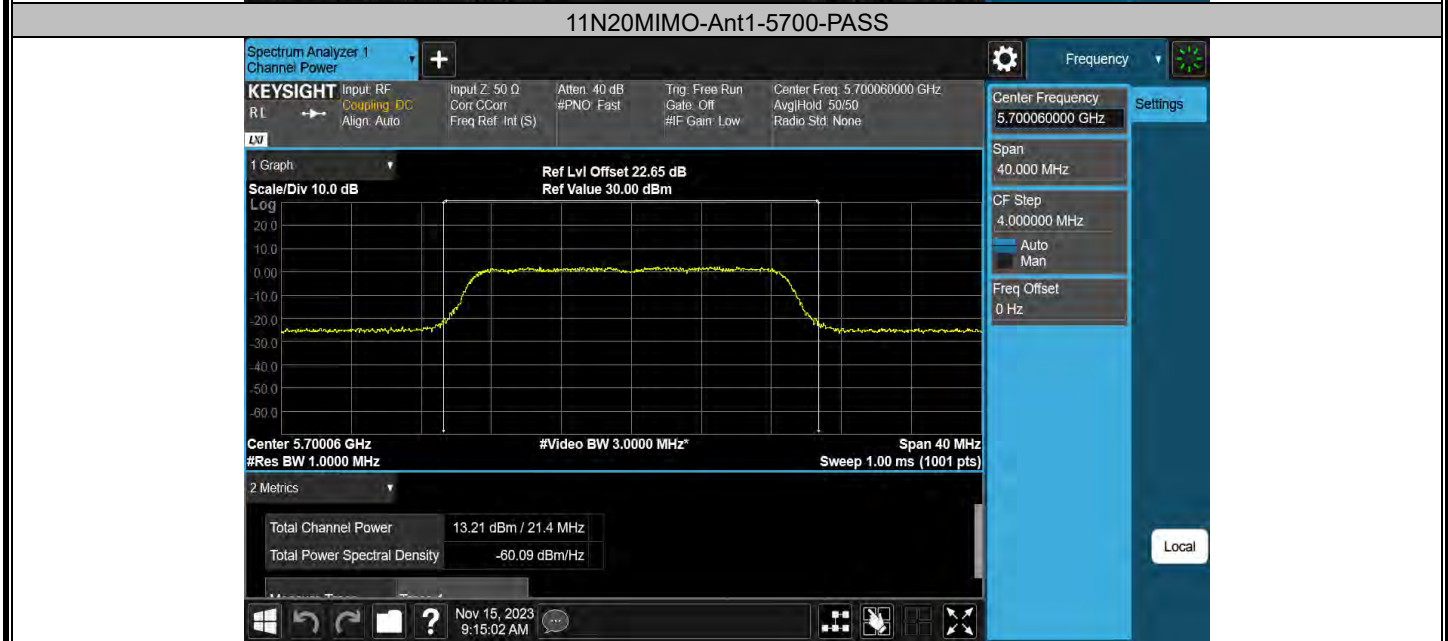 11N20MIMO-Ant1-5700-PASS
Spectrum Analyzer 1
Channel Power
+
Frequency
KEYSIGHT
RL
LXI
Input: RF
Coupling: DC
Align: Auto
Input Z: 50 Ω
Corr CCorr
Freq Ref: Int (S)
Atten: 40 dB
#PNO: Fast
Trig: Free Run
Gate: Off
#IF Gain: Low
Center Freq: 5.700060000 GHz
Avg|Hold: 50/50
Radio Std: None
Center Frequency
5.700060000 GHz
Settings
Span
40.000 MHz
CF Step
4.000000 MHz
Auto
Man
Freq Offset
0 Hz
1 Graph
Scale/Div 10.0 dB
Ref Lvl Offset 22.65 dB
Ref Value 30.00 dBm
Log
20.0
10.0
0.00
-10.0
-20.0
-30.0
-40.0
-50.0
-60.0
Center 5.70006 GHz
#Video BW 3.0000 MHz*
Span 40 MHz
#Res BW 1.0000 MHz
Sweep 1.00 ms (1001 pts)
2 Metrics
Total Channel Power
13.21 dBm / 21.4 MHz
Total Power Spectral Density
-60.09 dBm/Hz
Local
?
Nov 15, 2023
9:15:02 AM